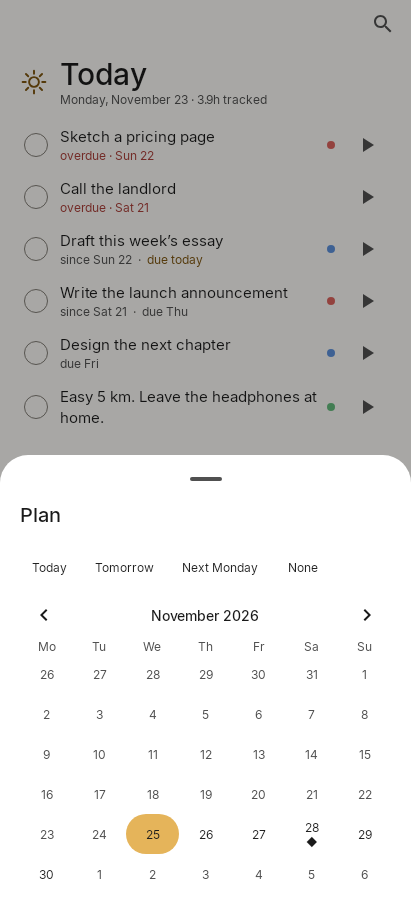 Today
Monday, November 23 · 3.9h tracked
Sketch a pricing page
overdue · Sun 22
Call the landlord
overdue · Sat 21
Draft this week’s essay
since Sun 22 · due today
Write the launch announcement
since Sat 21 · due Thu
Design the next chapter
due Fri
Easy 5 km. Leave the headphones at
home.
Plan
Today Tomorrow Next Monday None
November 2026
Mo Tu We Th Fr Sa Su
26 27 28 29 30 31 1
2 3 4 5 6 7 8
9 10 11 12 13 14 15
16 17 18 19 20 21 22
23 24 25 26 27 28 29
30 1 2 3 4 5 6